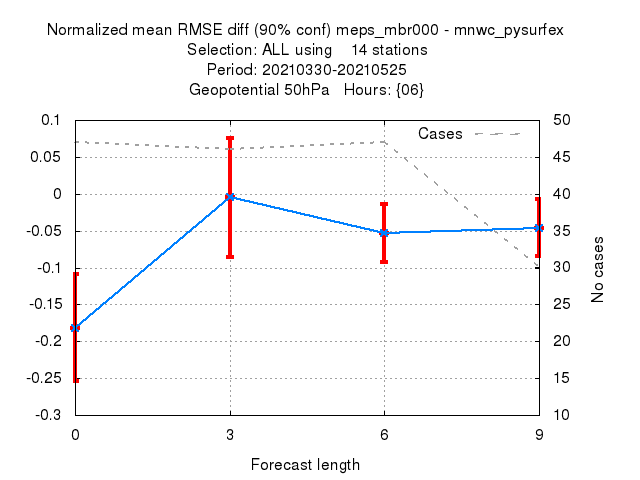 Normalized mean RMSE diff (90% conf) meps_mbr000 - mnwc_pysurfex
Selection: ALL using    14 stations
Period: 20210330-20210525
Geopotential 50hPa   Hours: {06}
0.1
0.05
0
-0.05
-0.1
-0.15
-0.2
-0.25
-0.3
Cases
50
45
40
35
30
25
20
15
10
No cases
0 3 6 9
Forecast length